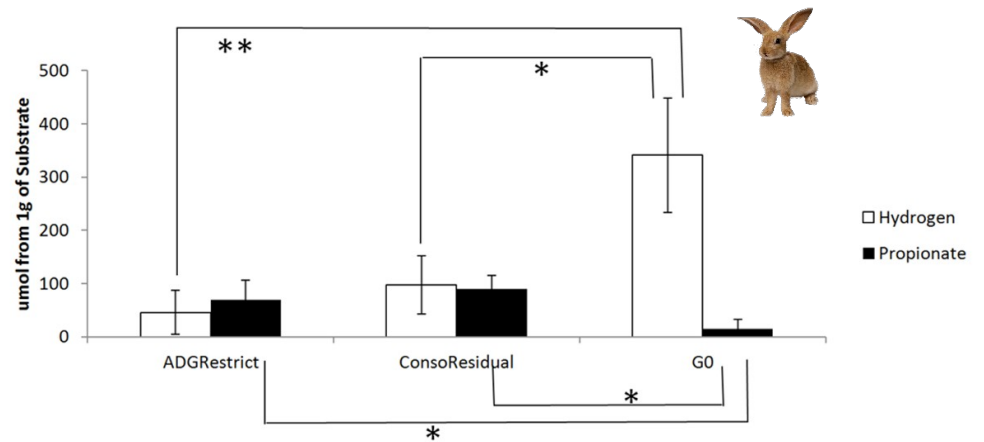 **
*
500
400
300
200
100
0
umol from 1g of Substrate
Hydrogen
Propionate
ADGRestrict
ConsoResidual
G0
*
*